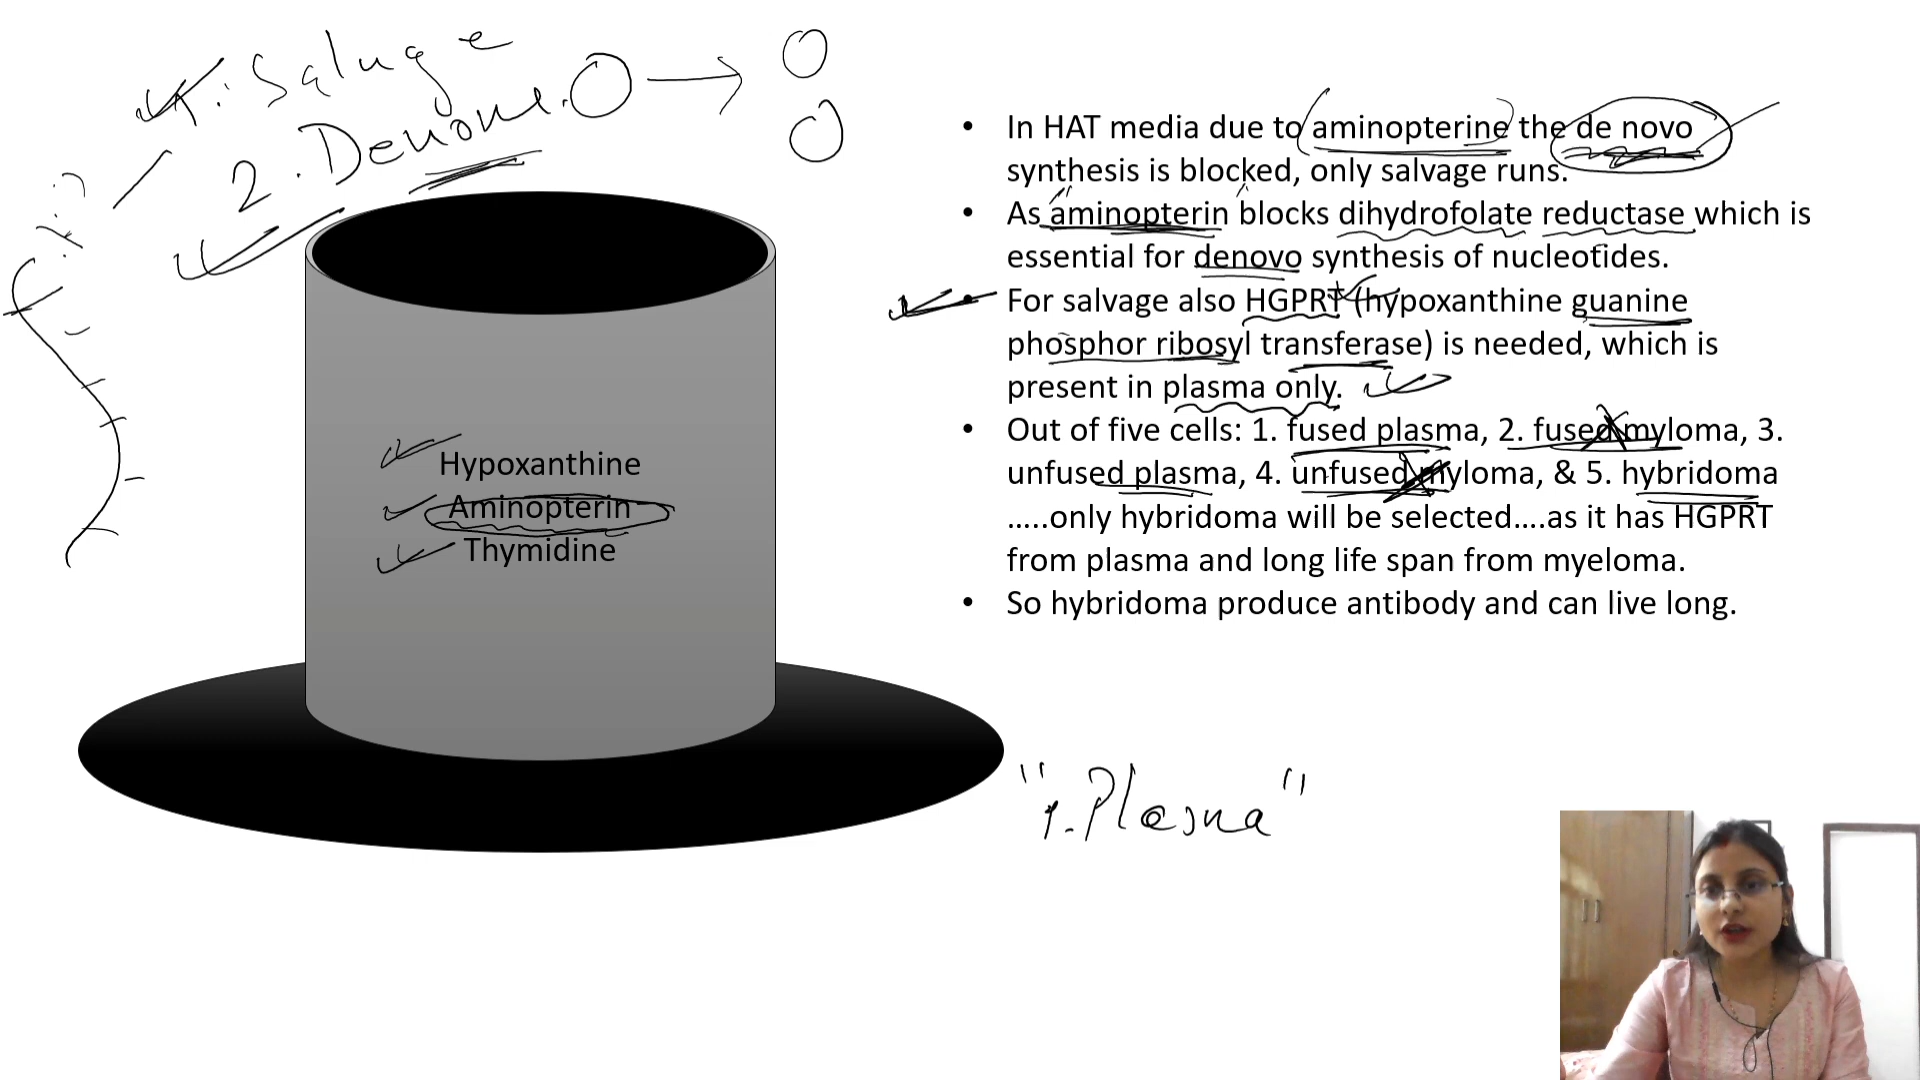 1. Salvage
2. Denovo.
Hypoxanthine
Aminopterin
Thymidine
• In HAT media due to aminopterine the de novo
synthesis is blocked, only salvage runs.
• As aminopterin blocks dihydrofolate reductase which is
essential for denovo synthesis of nucleotides.
• For salvage also HGPRT (hypoxanthine guanine
phosphor ribosyl transferase) is needed, which is
present in plasma only.
• Out of five cells: 1. fused plasma, 2. fused myloma, 3.
unfused plasma, 4. unfused myloma, & 5. hybridoma
…..only hybridoma will be selected….as it has HGPRT
from plasma and long life span from myeloma.
• So hybridoma produce antibody and can live long.
"1. Plasma"